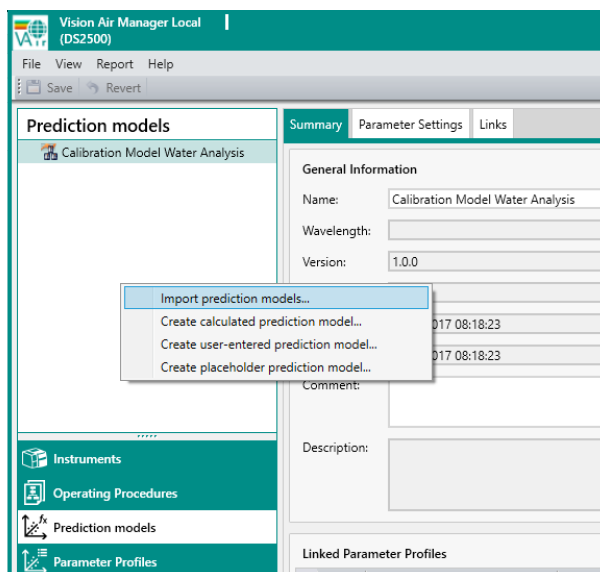 Vision Air Manager Local
(DS2500)
File View Report Help
Save Revert
Prediction models
Calibration Model Water Analysis
Summary Parameter Settings Links
General Information
Name: Calibration Model Water Analysis
Wavelength:
Version: 1.0.0
Import prediction models...
Create calculated prediction model...
017 08:18:23
Create user-entered prediction model...
017 08:18:23
Create placeholder prediction model...
Comment:
Description:
Instruments
Operating Procedures
Prediction models
Parameter Profiles
Linked Parameter Profiles